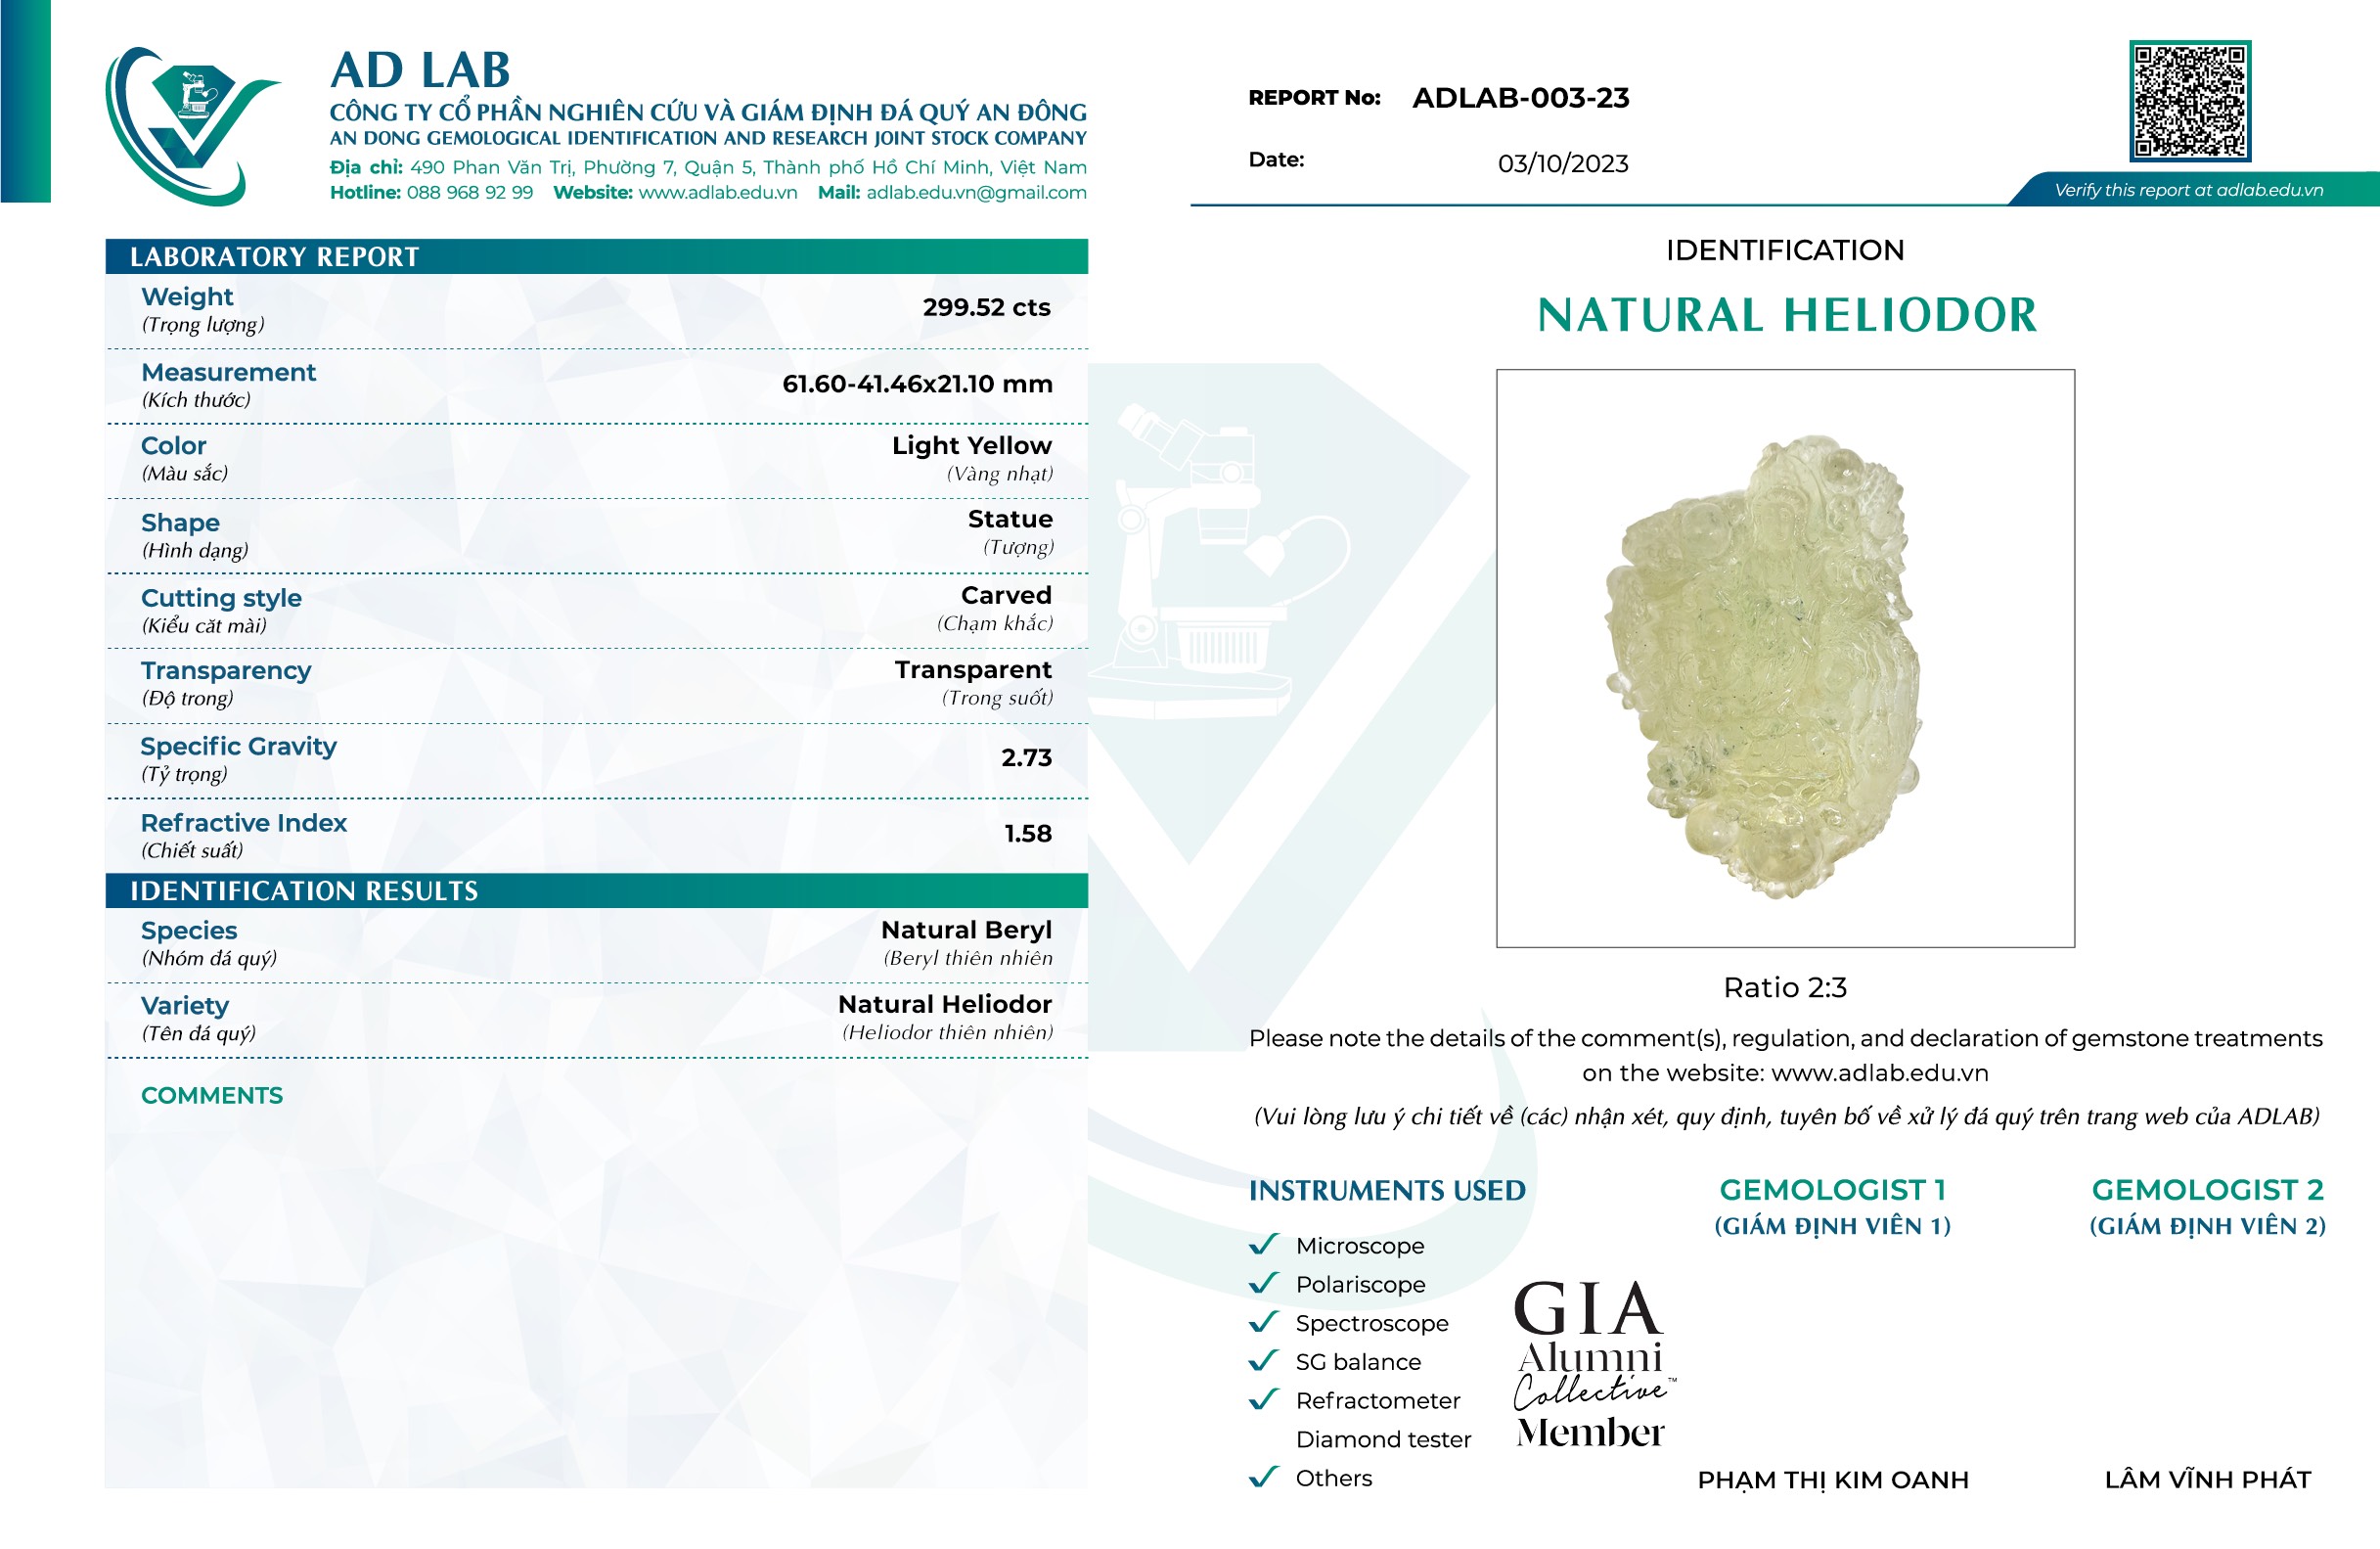 AD LAB
CÔNG TY CỔ PHẦN NGHIÊN CỨU VÀ GIÁM ĐỊNH ĐÁ QUÝ AN ĐÔNG
AN DONG GEMOLOGICAL IDENTIFICATION AND RESEARCH JOINT STOCK COMPANY
Địa chỉ: 490 Phan Văn Trị, Phường 7, Quận 5, Thành phố Hồ Chí Minh, Việt Nam
Hotline: 088 968 92 99 Website: www.adlab.edu.vn Mail: adlab.edu.vn@gmail.com
LABORATORY REPORT
Weight
(Trọng lượng)
299.52 cts
Measurement
(Kích thước)
61.60-41.46x21.10 mm
Color
(Màu sắc)
Light Yellow
(Vàng nhạt)
Shape
(Hình dạng)
Statue
(Tượng)
Cutting style
(Kiểu cắt mài)
Carved
(Chạm khắc)
Transparency
(Độ trong)
Transparent
(Trong suốt)
Specific Gravity
(Tỷ trọng)
2.73
Refractive Index
(Chiết suất)
1.58
IDENTIFICATION RESULTS
Species
(Nhóm đá quý)
Natural Beryl
(Beryl thiên nhiên
Variety
(Tên đá quý)
Natural Heliodor
(Heliodor thiên nhiên)
COMMENTS
REPORT No: ADLAB-003-23
Date: 03/10/2023
Verify this report at adlab.edu.vn
IDENTIFICATION
NATURAL HELIODOR
Ratio 2:3
Please note the details of the comment(s), regulation, and declaration of gemstone treatments
on the website: www.adlab.edu.vn
(Vui lòng lưu ý chi tiết về (các) nhận xét, quy định, tuyên bố về xử lý đá quý trên trang web của ADLAB)
INSTRUMENTS USED
Microscope
Polariscope
Spectroscope
SG balance
Refractometer
Diamond tester
Others
GIA
Alumni
Collective™
Member
GEMOLOGIST 1
(GIÁM ĐỊNH VIÊN 1)
PHẠM THỊ KIM OANH
GEMOLOGIST 2
(GIÁM ĐỊNH VIÊN 2)
LÂM VĨNH PHÁT